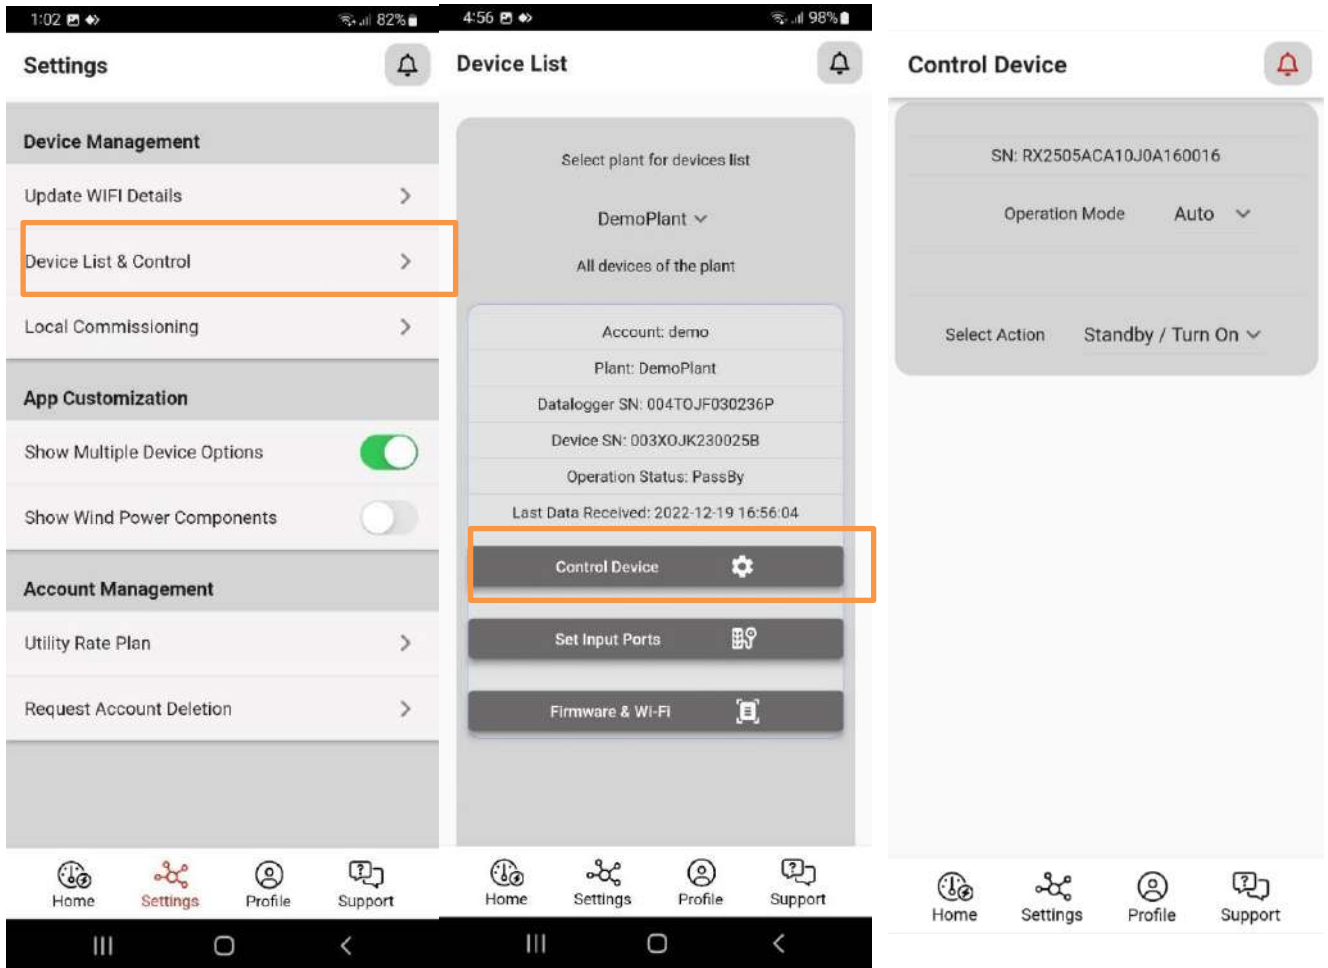 1:02
82%
Settings
Device Management
Update WIFI Details
Device List & Control
Local Commissioning
App Customization
Show Multiple Device Options
Show Wind Power Components
Account Management
Utility Rate Plan
Request Account Deletion
Home Settings Profile Support
4:56
98%
Device List
Select plant for devices list
DemoPlant
All devices of the plant
Account: demo
Plant: DemoPlant
Datalogger SN: 004TOJF030236P
Device SN: 003XOJK230025B
Operation Status: PassBy
Last Data Received: 2022-12-19 16:56:04
Control Device
Set Input Ports
Firmware & Wi-Fi
Home Settings Profile Support
Control Device
SN: RX2505ACA10J0A160016
Operation Mode Auto
Select Action Standby / Turn On
Home Settings Profile Support